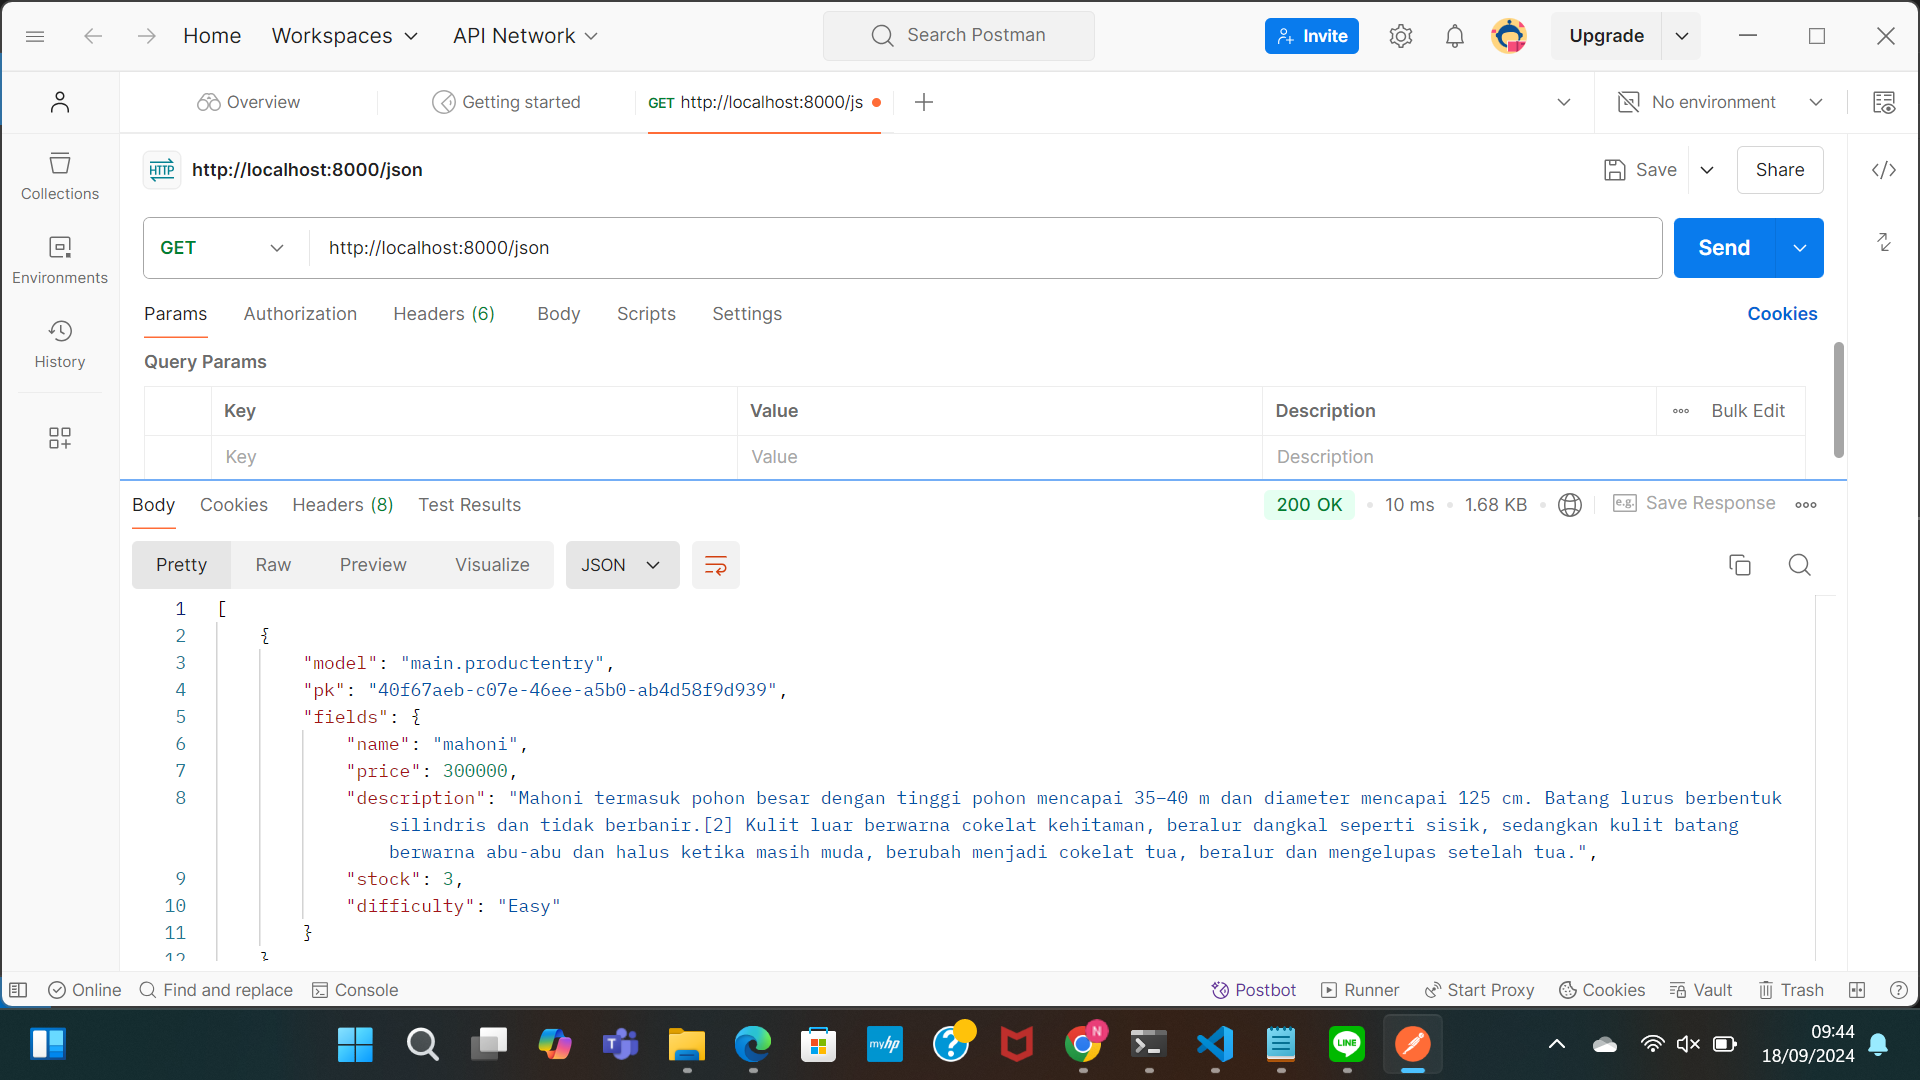 Home Workspaces API Network Search Postman Invite Upgrade
Overview Getting started GET http://localhost:8000/js No environment
HTTP http://localhost:8000/json Save Share
Collections
GET http://localhost:8000/json Send
Environments
Params Authorization Headers (6) Body Scripts Settings Cookies
History
Query Params
Key Value Description Bulk Edit
Key Value Description
Body Cookies Headers (8) Test Results 200 OK 10 ms 1.68 KB e.g. Save Response
Pretty Raw Preview Visualize JSON
1 [
2 {
3 "model": "main.productentry",
4 "pk": "40f67aeb-c07e-46ee-a5b0-ab4d58f9d939",
5 "fields": {
6 "name": "mahoni",
7 "price": 300000,
8 "description": "Mahoni termasuk pohon besar dengan tinggi pohon mencapai 35–40 m dan diameter mencapai 125 cm. Batang lurus berbentuk
silindris dan tidak berbanir.[2] Kulit luar berwarna cokelat kehitaman, beralur dangkal seperti sisik, sedangkan kulit batang
berwarna abu-abu dan halus ketika masih muda, berubah menjadi cokelat tua, beralur dan mengelupas setelah tua.",
9 "stock": 3,
10 "difficulty": "Easy"
11 }
12 }
Online Find and replace Console Postbot Runner Start Proxy Cookies Vault Trash
myhp N LINE 09:44
18/09/2024